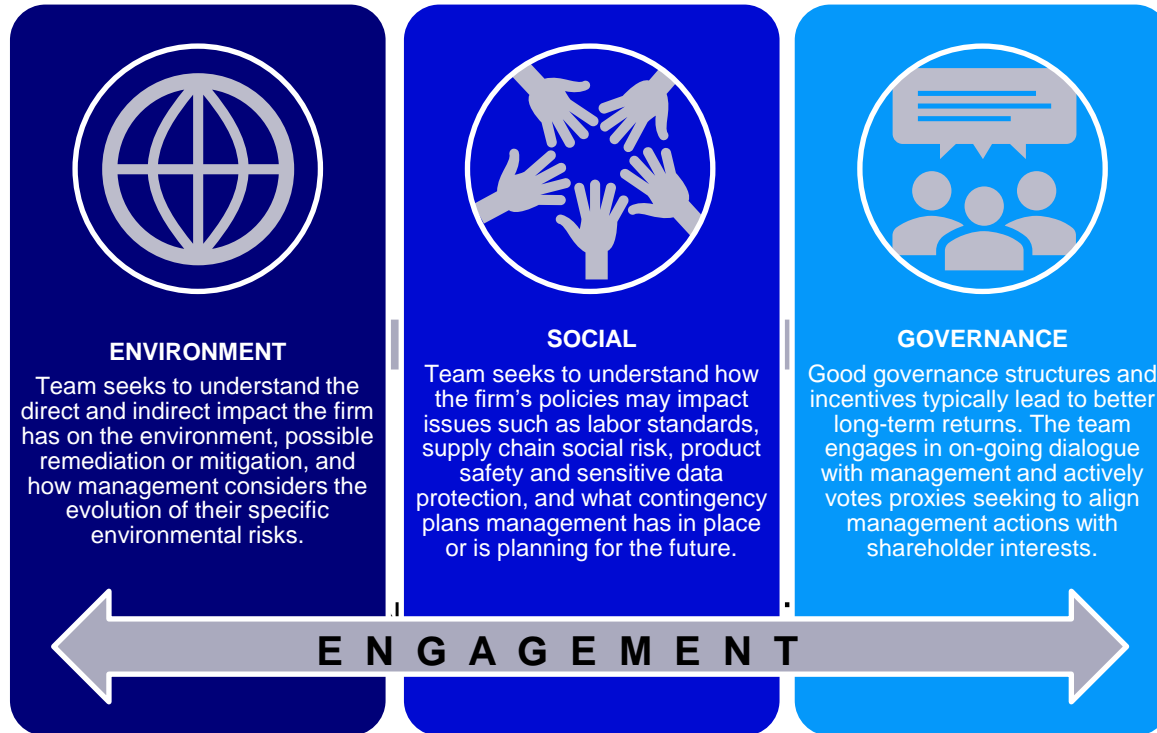 ENVIRONMENT
Team seeks to understand the
direct and indirect impact the firm
has on the environment, possible
remediation or mitigation, and
how management considers the
evolution of their specific
environmental risks.
SOCIAL
Team seeks to understand how
the firm’s policies may impact
issues such as labor standards,
supply chain social risk, product
safety and sensitive data
protection, and what contingency
plans management has in place
or is planning for the future.
GOVERNANCE
Good governance structures and
incentives typically lead to better
long-term returns. The team
engages in on-going dialogue
with management and actively
votes proxies seeking to align
management actions with
shareholder interests.
ENGAGEMENT